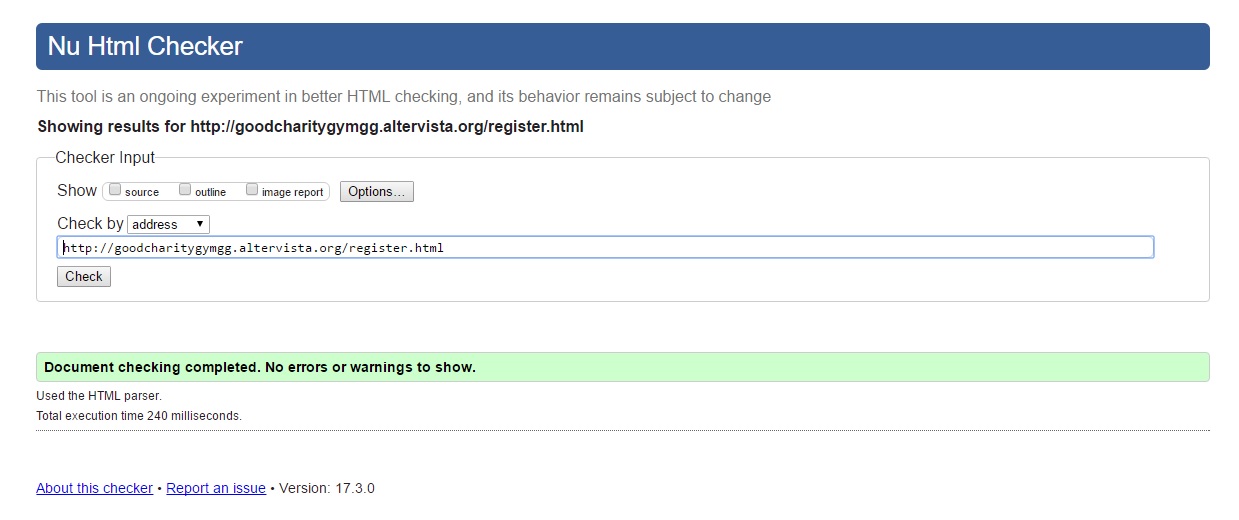 Nu Html Checker
This tool is an ongoing experiment in better HTML checking, and its behavior remains subject to change
Showing results for http://goodcharitygymgg.altervista.org/register.html
Checker Input
Show source outline image report Options...
Check by address
http://goodcharitygymgg.altervista.org/register.html
Check
Document checking completed. No errors or warnings to show.
Used the HTML parser.
Total execution time 240 milliseconds.
About this checker • Report an issue • Version: 17.3.0